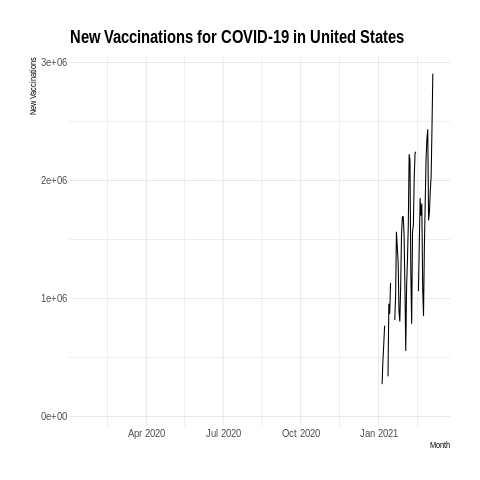 New Vaccinations for COVID-19 in United States
New Vaccinations
3e+06
2e+06
1e+06
0e+00
Apr 2020
Jul 2020
Oct 2020
Jan 2021
Month